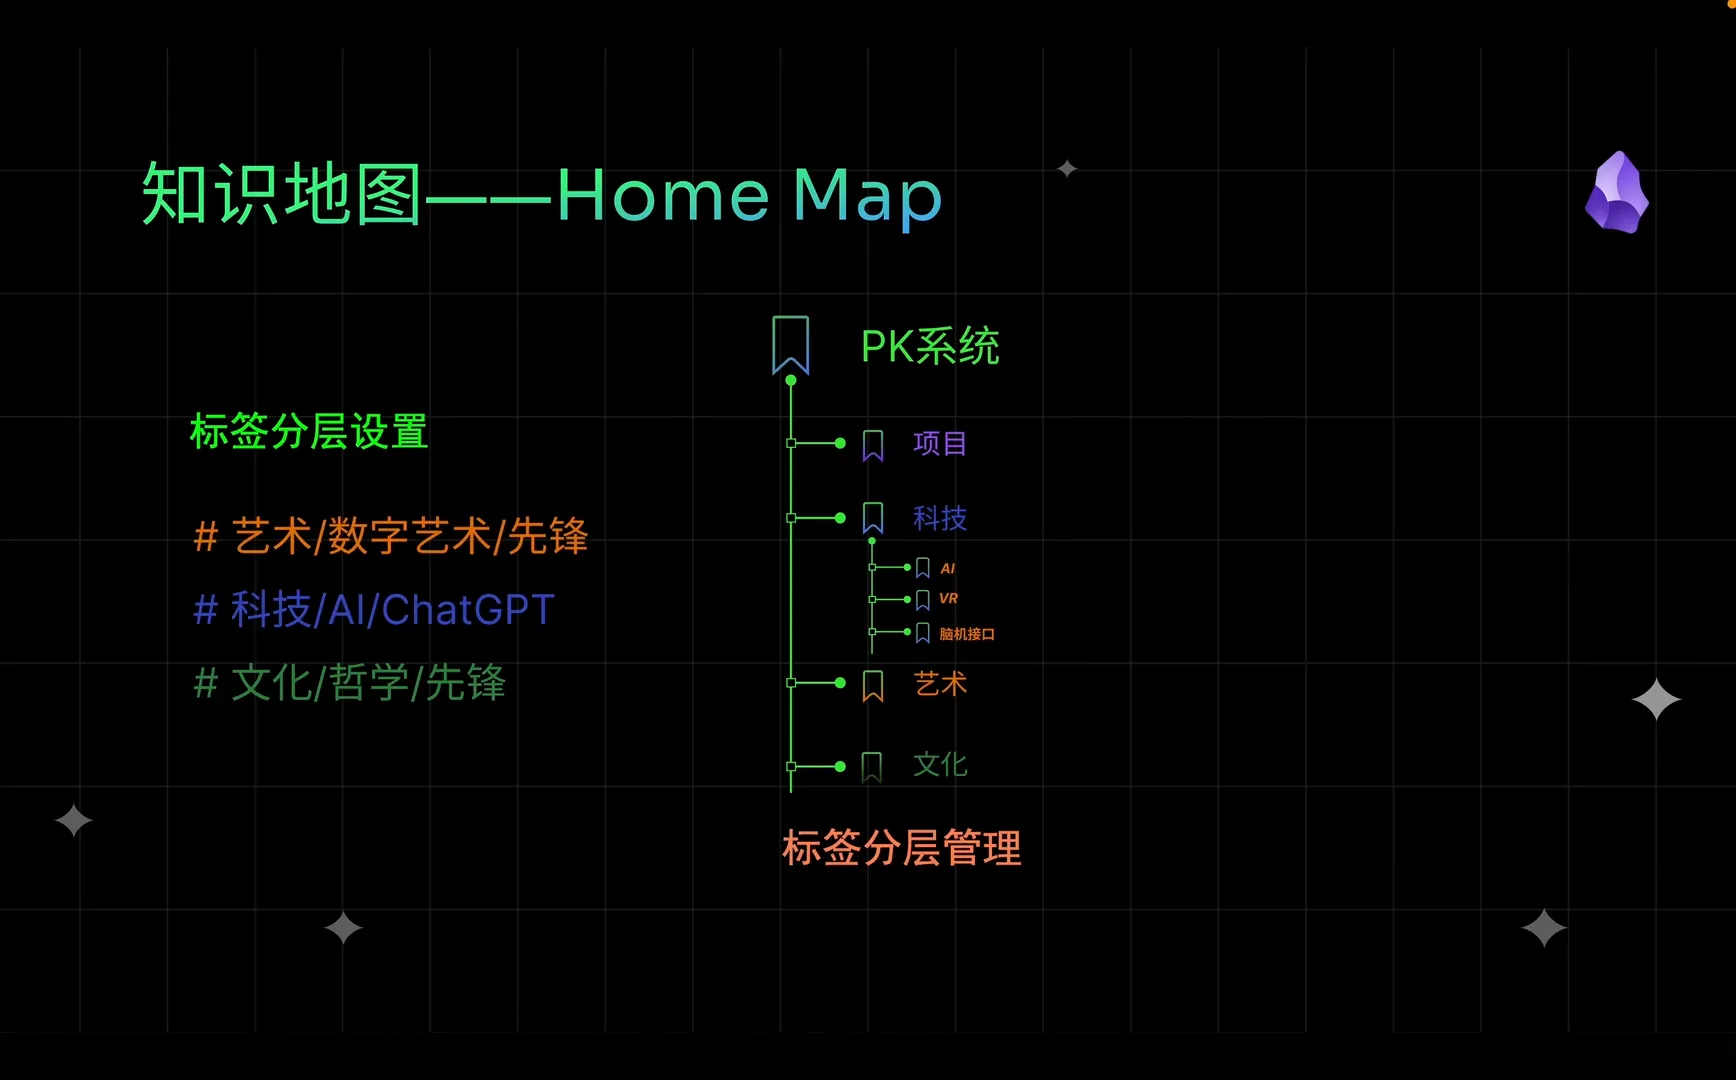 知识地图——Home Map
标签分层设置
# 艺术/数字艺术/先锋
# 科技/AI/ChatGPT
# 文化/哲学/先锋
PK系统
项目
科技
AI
VR
脑机接口
艺术
文化
标签分层管理